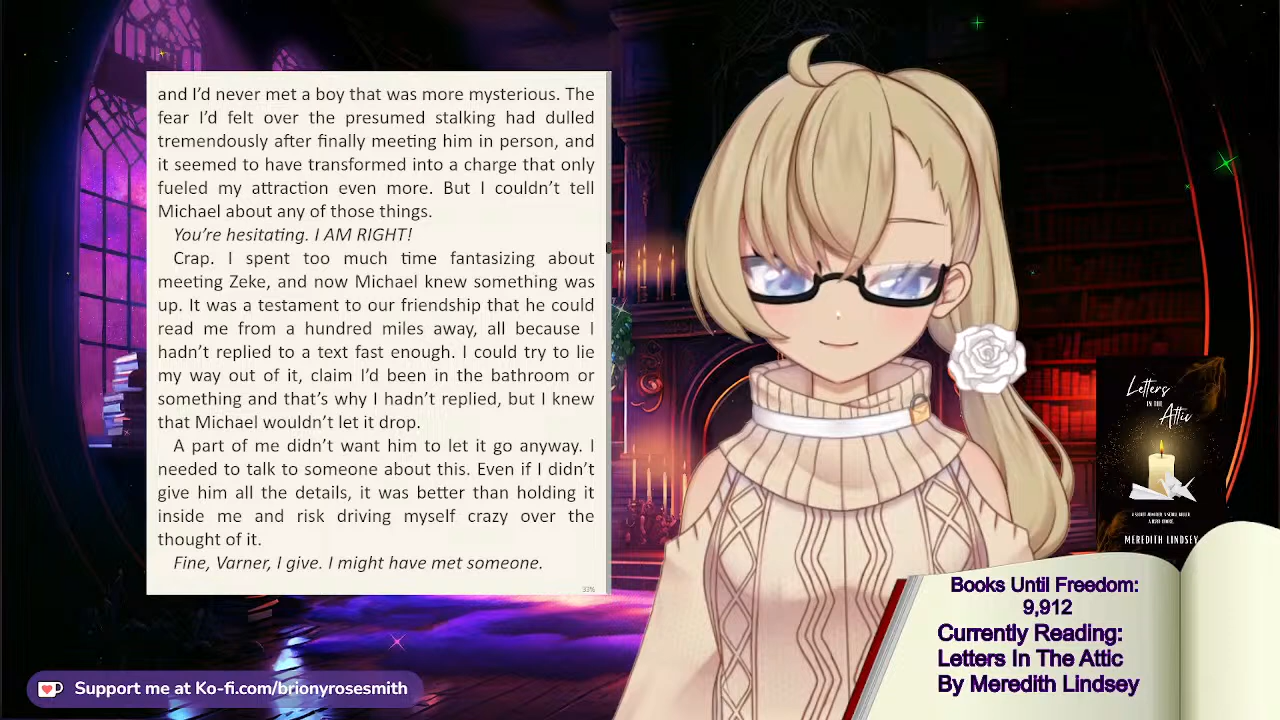 and I’d never met a boy that was more mysterious. The
fear I’d felt over the presumed stalking had dulled
tremendously after finally meeting him in person, and
it seemed to have transformed into a charge that only
fueled my attraction even more. But I couldn’t tell
Michael about any of those things.
You’re hesitating. I AM RIGHT!
Crap. I spent too much time fantasizing about
meeting Zeke, and now Michael knew something was
up. It was a testament to our friendship that he could
read me from a hundred miles away, all because I
hadn’t replied to a text fast enough. I could try to lie
my way out of it, claim I’d been in the bathroom or
something and that’s why I hadn’t replied, but I knew
that Michael wouldn’t let it drop.
A part of me didn’t want him to let it go anyway. I
needed to talk to someone about this. Even if I didn’t
give him all the details, it was better than holding it
inside me and risk driving myself crazy over the
thought of it.
Fine, Varner, I give. I might have met someone.
33%
Letters
IN THE
Attic
MEREDITH LINDSEY
Books Until Freedom:
9,912
Currently Reading:
Letters In The Attic
By Meredith Lindsey
Support me at Ko-fi.com/brionyrosesmith